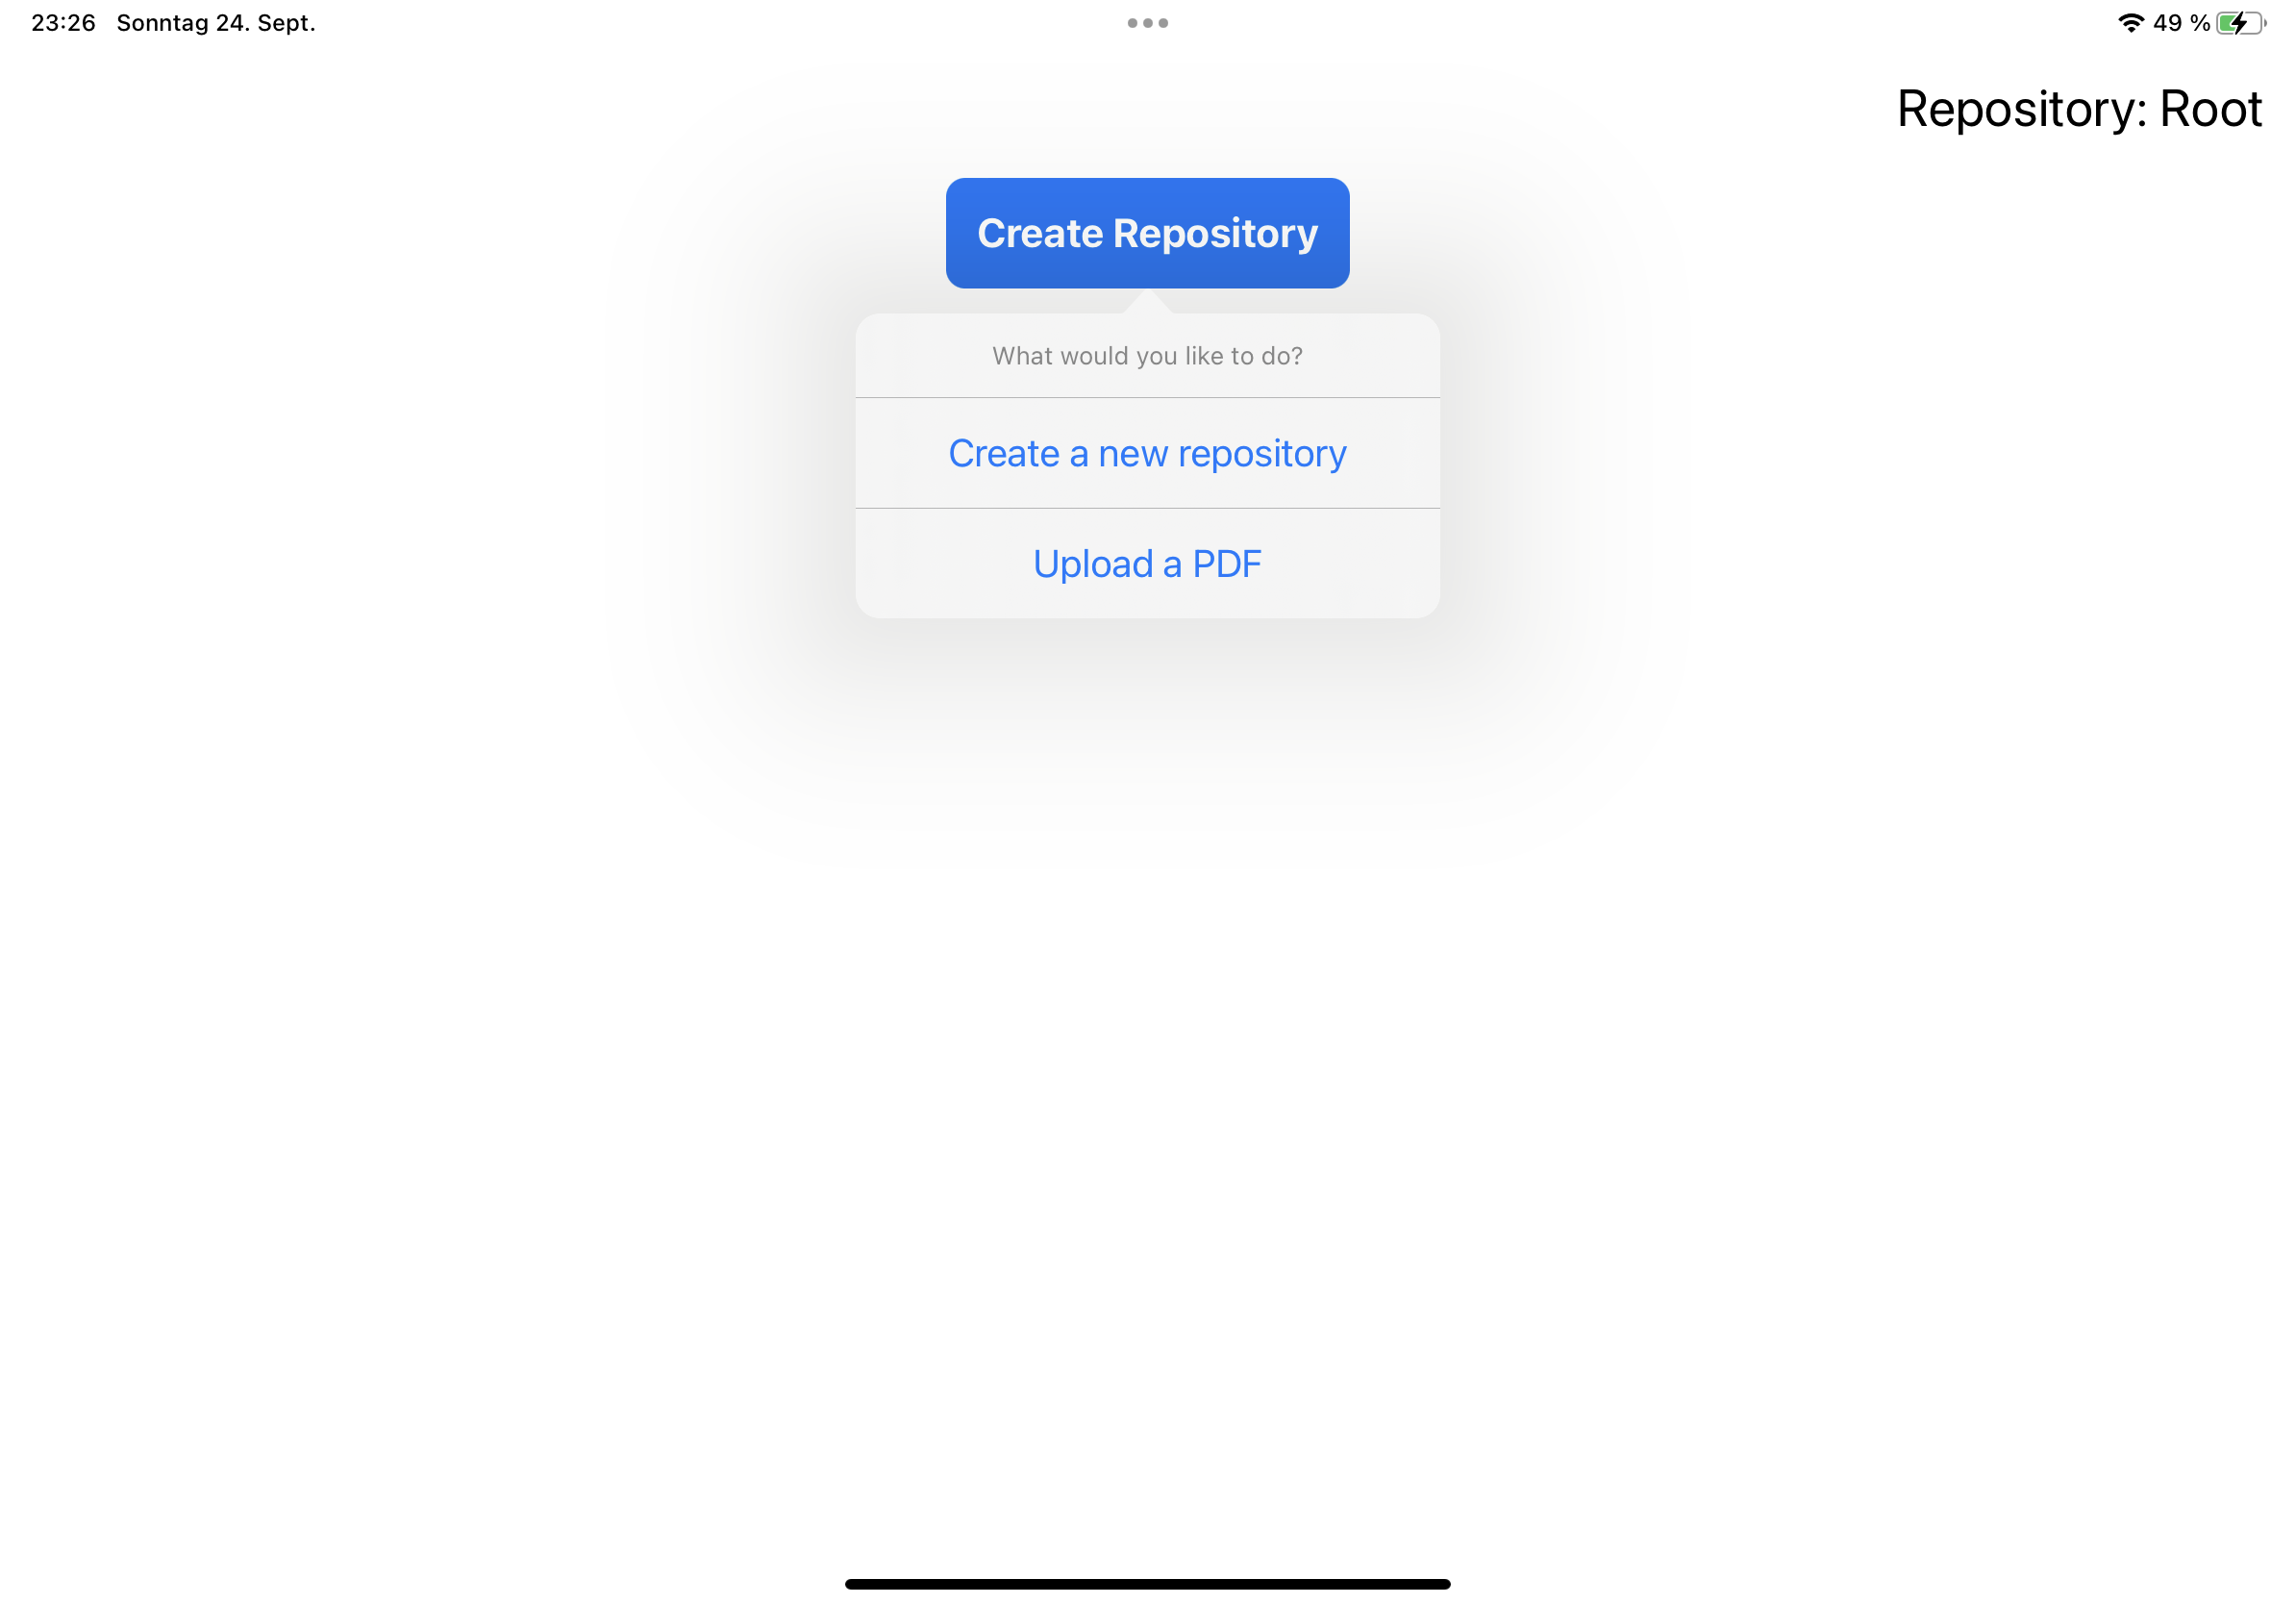 23:26 Sonntag 24. Sept.
49 %
Repository: Root
Create Repository
What would you like to do?
Create a new repository
Upload a PDF